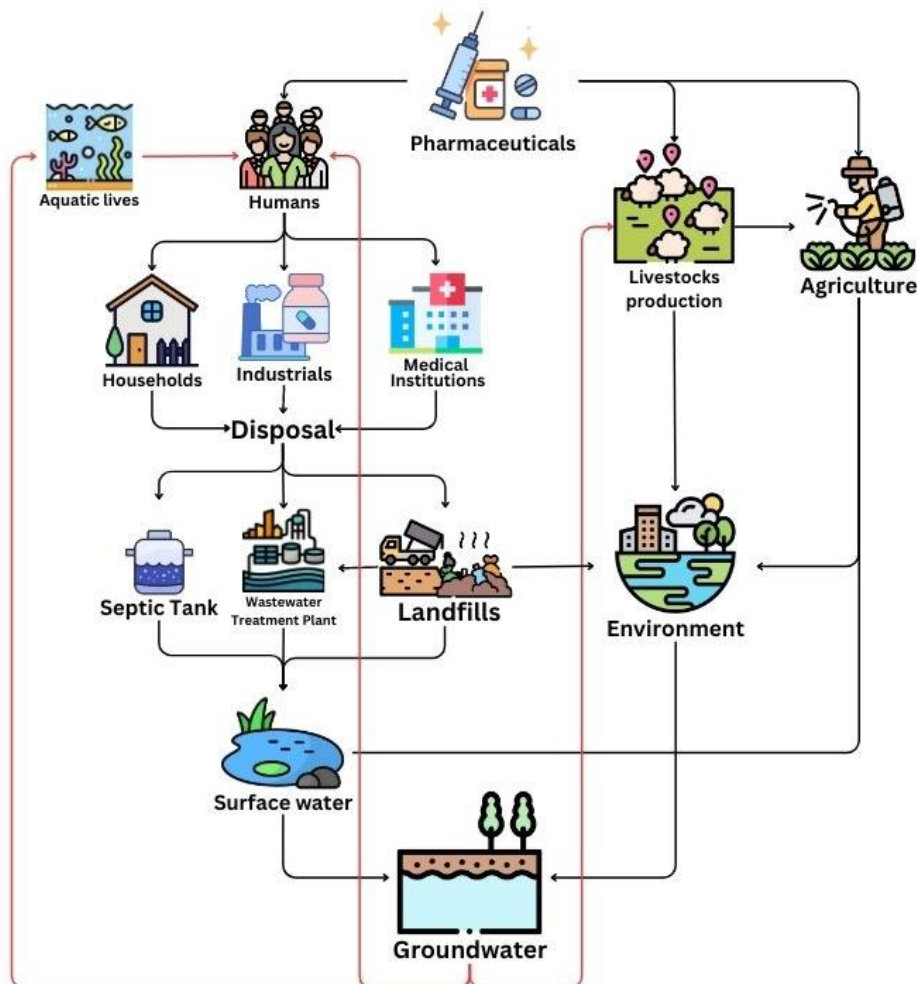 Pharmaceuticals
Aquatic lives
Humans
Livestocks
production
Agriculture
Households
Industrials
Medical
Institutions
Disposal
Septic Tank
Wastewater
Treatment Plant
Landfills
Environment
Surface water
Groundwater